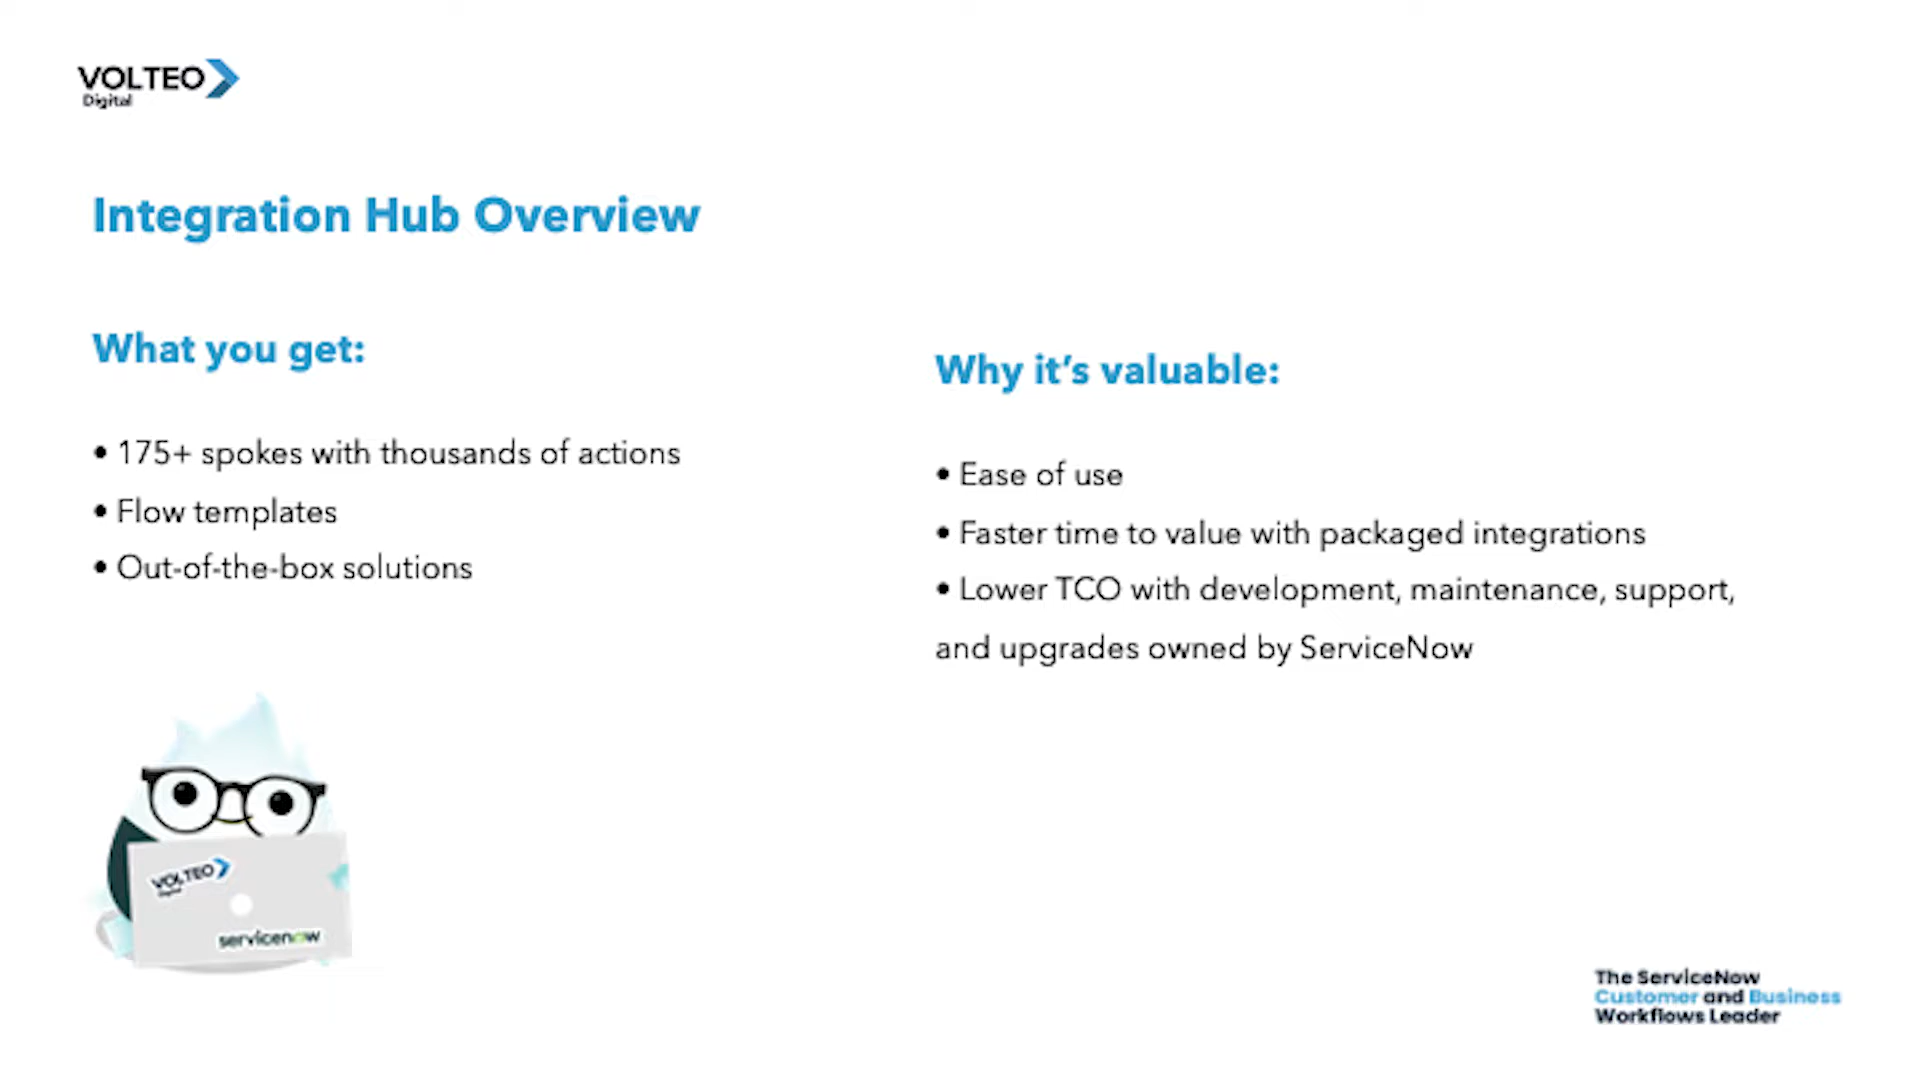 VOLTEO
Digital
Integration Hub Overview
What you get:
• 175+ spokes with thousands of actions
• Flow templates
• Out-of-the-box solutions
Why it’s valuable:
• Ease of use
• Faster time to value with packaged integrations
• Lower TCO with development, maintenance, support,
and upgrades owned by ServiceNow
VOLTEO
Digital
servicenow
The ServiceNow
Customer and Business
Workflows Leader